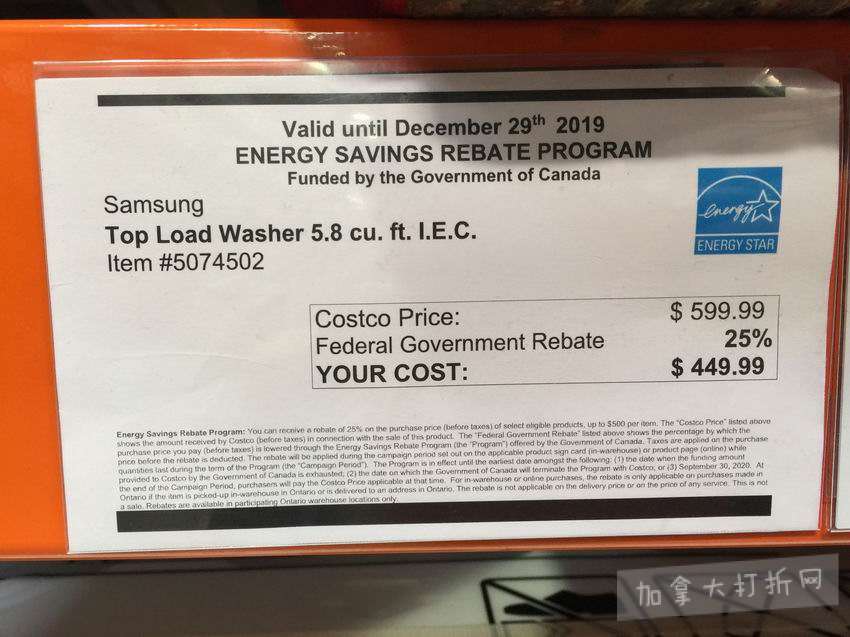 Valid until December 29th 2019
ENERGY SAVINGS REBATE PROGRAM
Funded by the Government of Canada
Samsung
Top Load Washer 5.8 cu. ft. I.E.C.
Item #5074502
energy
ENERGY STAR
Costco Price: $ 599.99
Federal Government Rebate 25%
YOUR COST: $ 449.99
Energy Savings Rebate Program: You can receive a rebate of 25% on the purchase price (before taxes) of select eligible products, up to $500 per item. The "Costco Price" listed above
shows the amount received by Costco (before taxes) in connection with the sale of this product. The "Federal Government Rebate" listed above shows the percentage by which the
purchase price you pay (before taxes) is lowered through the Energy Savings Rebate Program (the "Program") offered by the Government of Canada. Taxes are applied on the purchase
price before the rebate is deducted. The rebate will be applied during the campaign period set out on the applicable product sign card (in-warehouse) or product page (online) while
quantities last during the term of the Program (the "Campaign Period"). The Program is in effect until the earliest date amongst the following: (1) the date when the funding amount
provided to Costco by the Government of Canada is exhausted; (2) the date on which the Government of Canada will terminate the Program with Costco, or (3) September 30, 2020. At
the end of the Campaign Period, purchasers will pay the Costco Price applicable at that time. For in-warehouse or online purchases, the rebate is only applicable on purchases made in
Ontario if the item is picked-up in-warehouse in Ontario or is delivered to an address in Ontario. The rebate is not applicable on the delivery price or on the price of any service. This is not
a sale. Rebates are available in participating Ontario warehouse locations only.
加拿大打折网